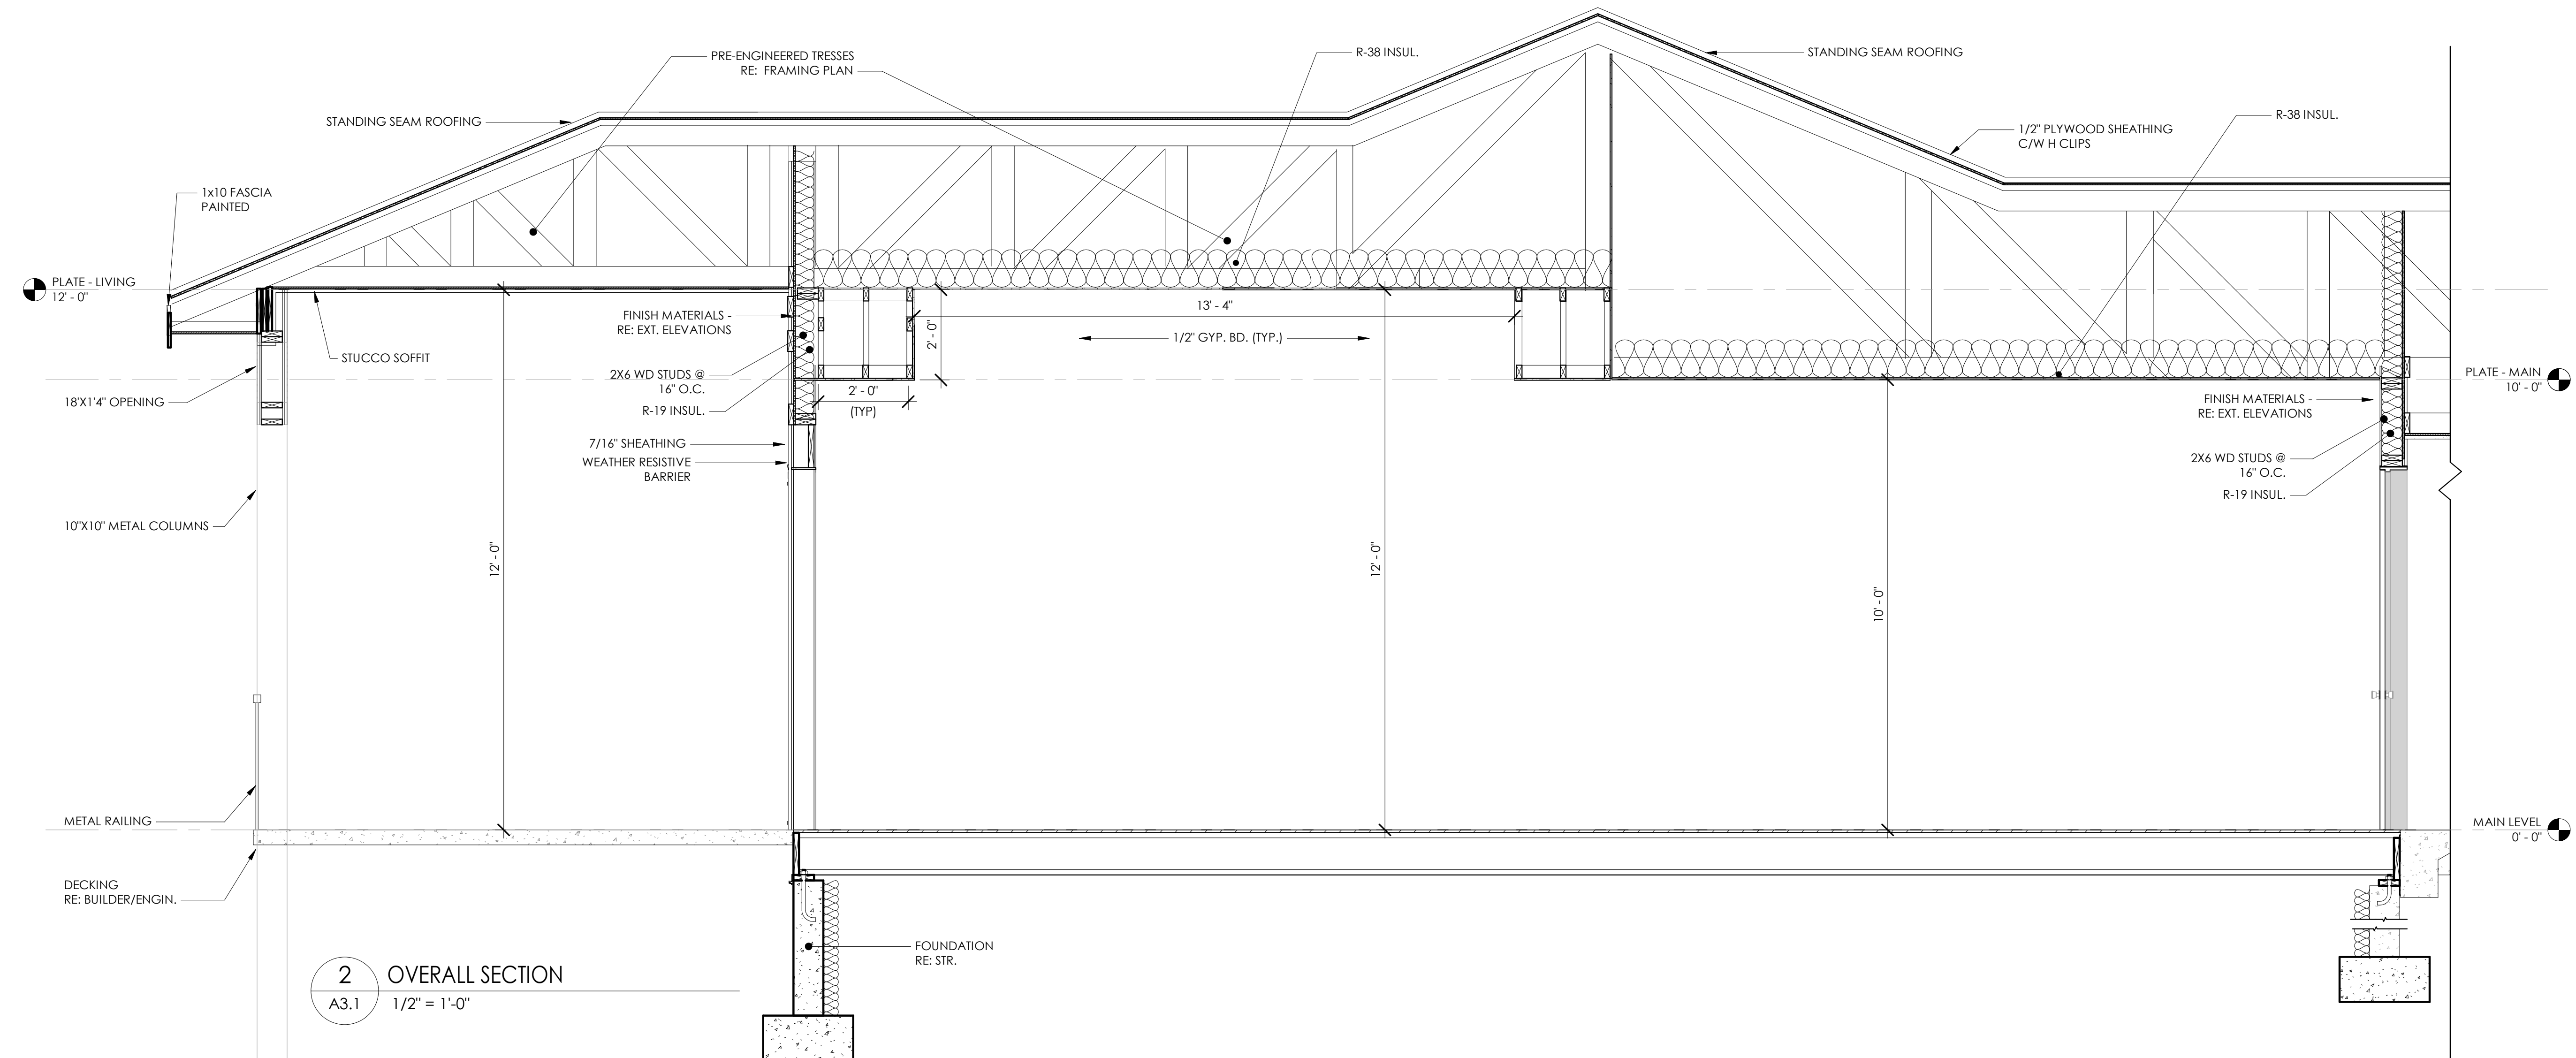 PRE-ENGINEERED TRESSES
RE: FRAMING PLAN
R-38 INSUL.
STANDING SEAM ROOFING
STANDING SEAM ROOFING
R-38 INSUL.
1/2" PLYWOOD SHEATHING
C/W H CLIPS
1x10 FASCIA
PAINTED
PLATE - LIVING
12' - 0"
FINISH MATERIALS -
RE: EXT. ELEVATIONS
2' - 0"
13' - 4"
1/2" GYP. BD. (TYP.)
STUCCO SOFFIT
2X6 WD STUDS @
16" O.C.
R-19 INSUL.
2' - 0"
(TYP)
PLATE - MAIN
10' - 0"
18'X1'4" OPENING
FINISH MATERIALS -
RE: EXT. ELEVATIONS
7/16" SHEATHING
WEATHER RESISTIVE
BARRIER
2X6 WD STUDS @
16" O.C.
R-19 INSUL.
10"X10" METAL COLUMNS
12' - 0"
12' - 0"
10' - 0"
METAL RAILING
MAIN LEVEL
0' - 0"
DECKING
RE: BUILDER/ENGIN.
FOUNDATION
RE: STR.
2 OVERALL SECTION
A3.1 1/2" = 1'-0"